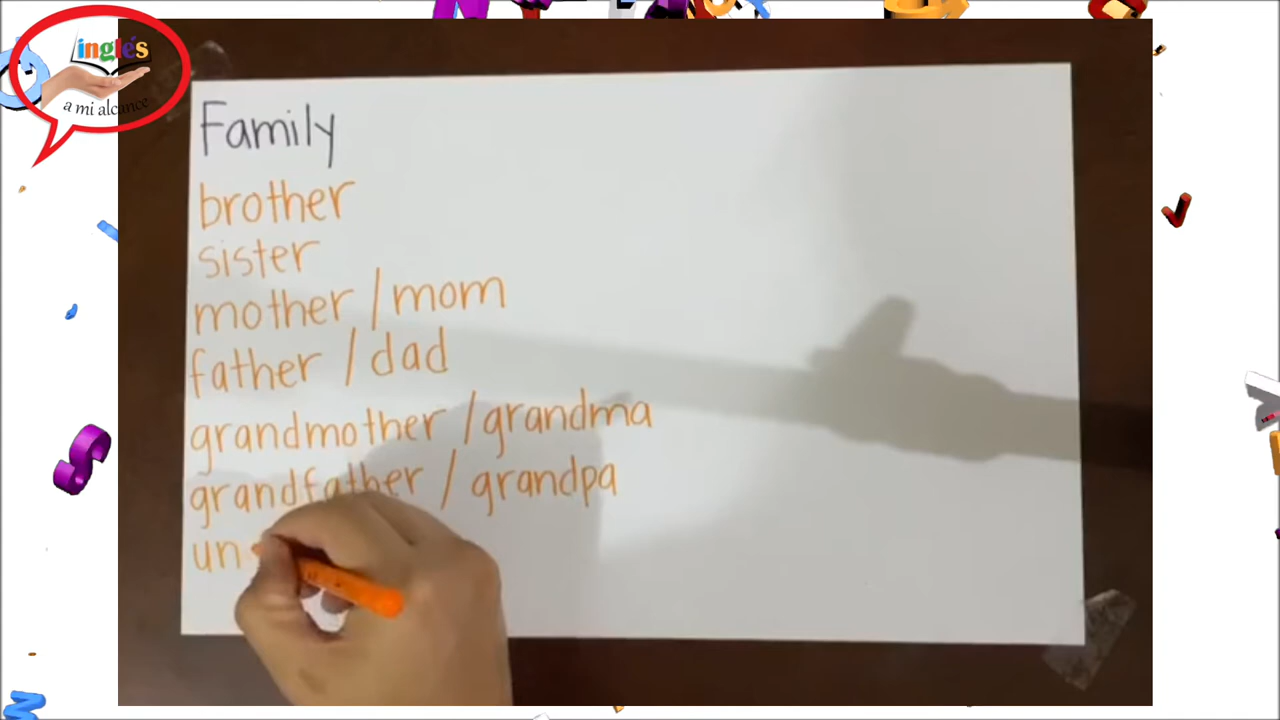 inglés
a mi alcance
Family
brother
sister
mother / mom
father / dad
grandmother / grandma
grandfather / grandpa
un